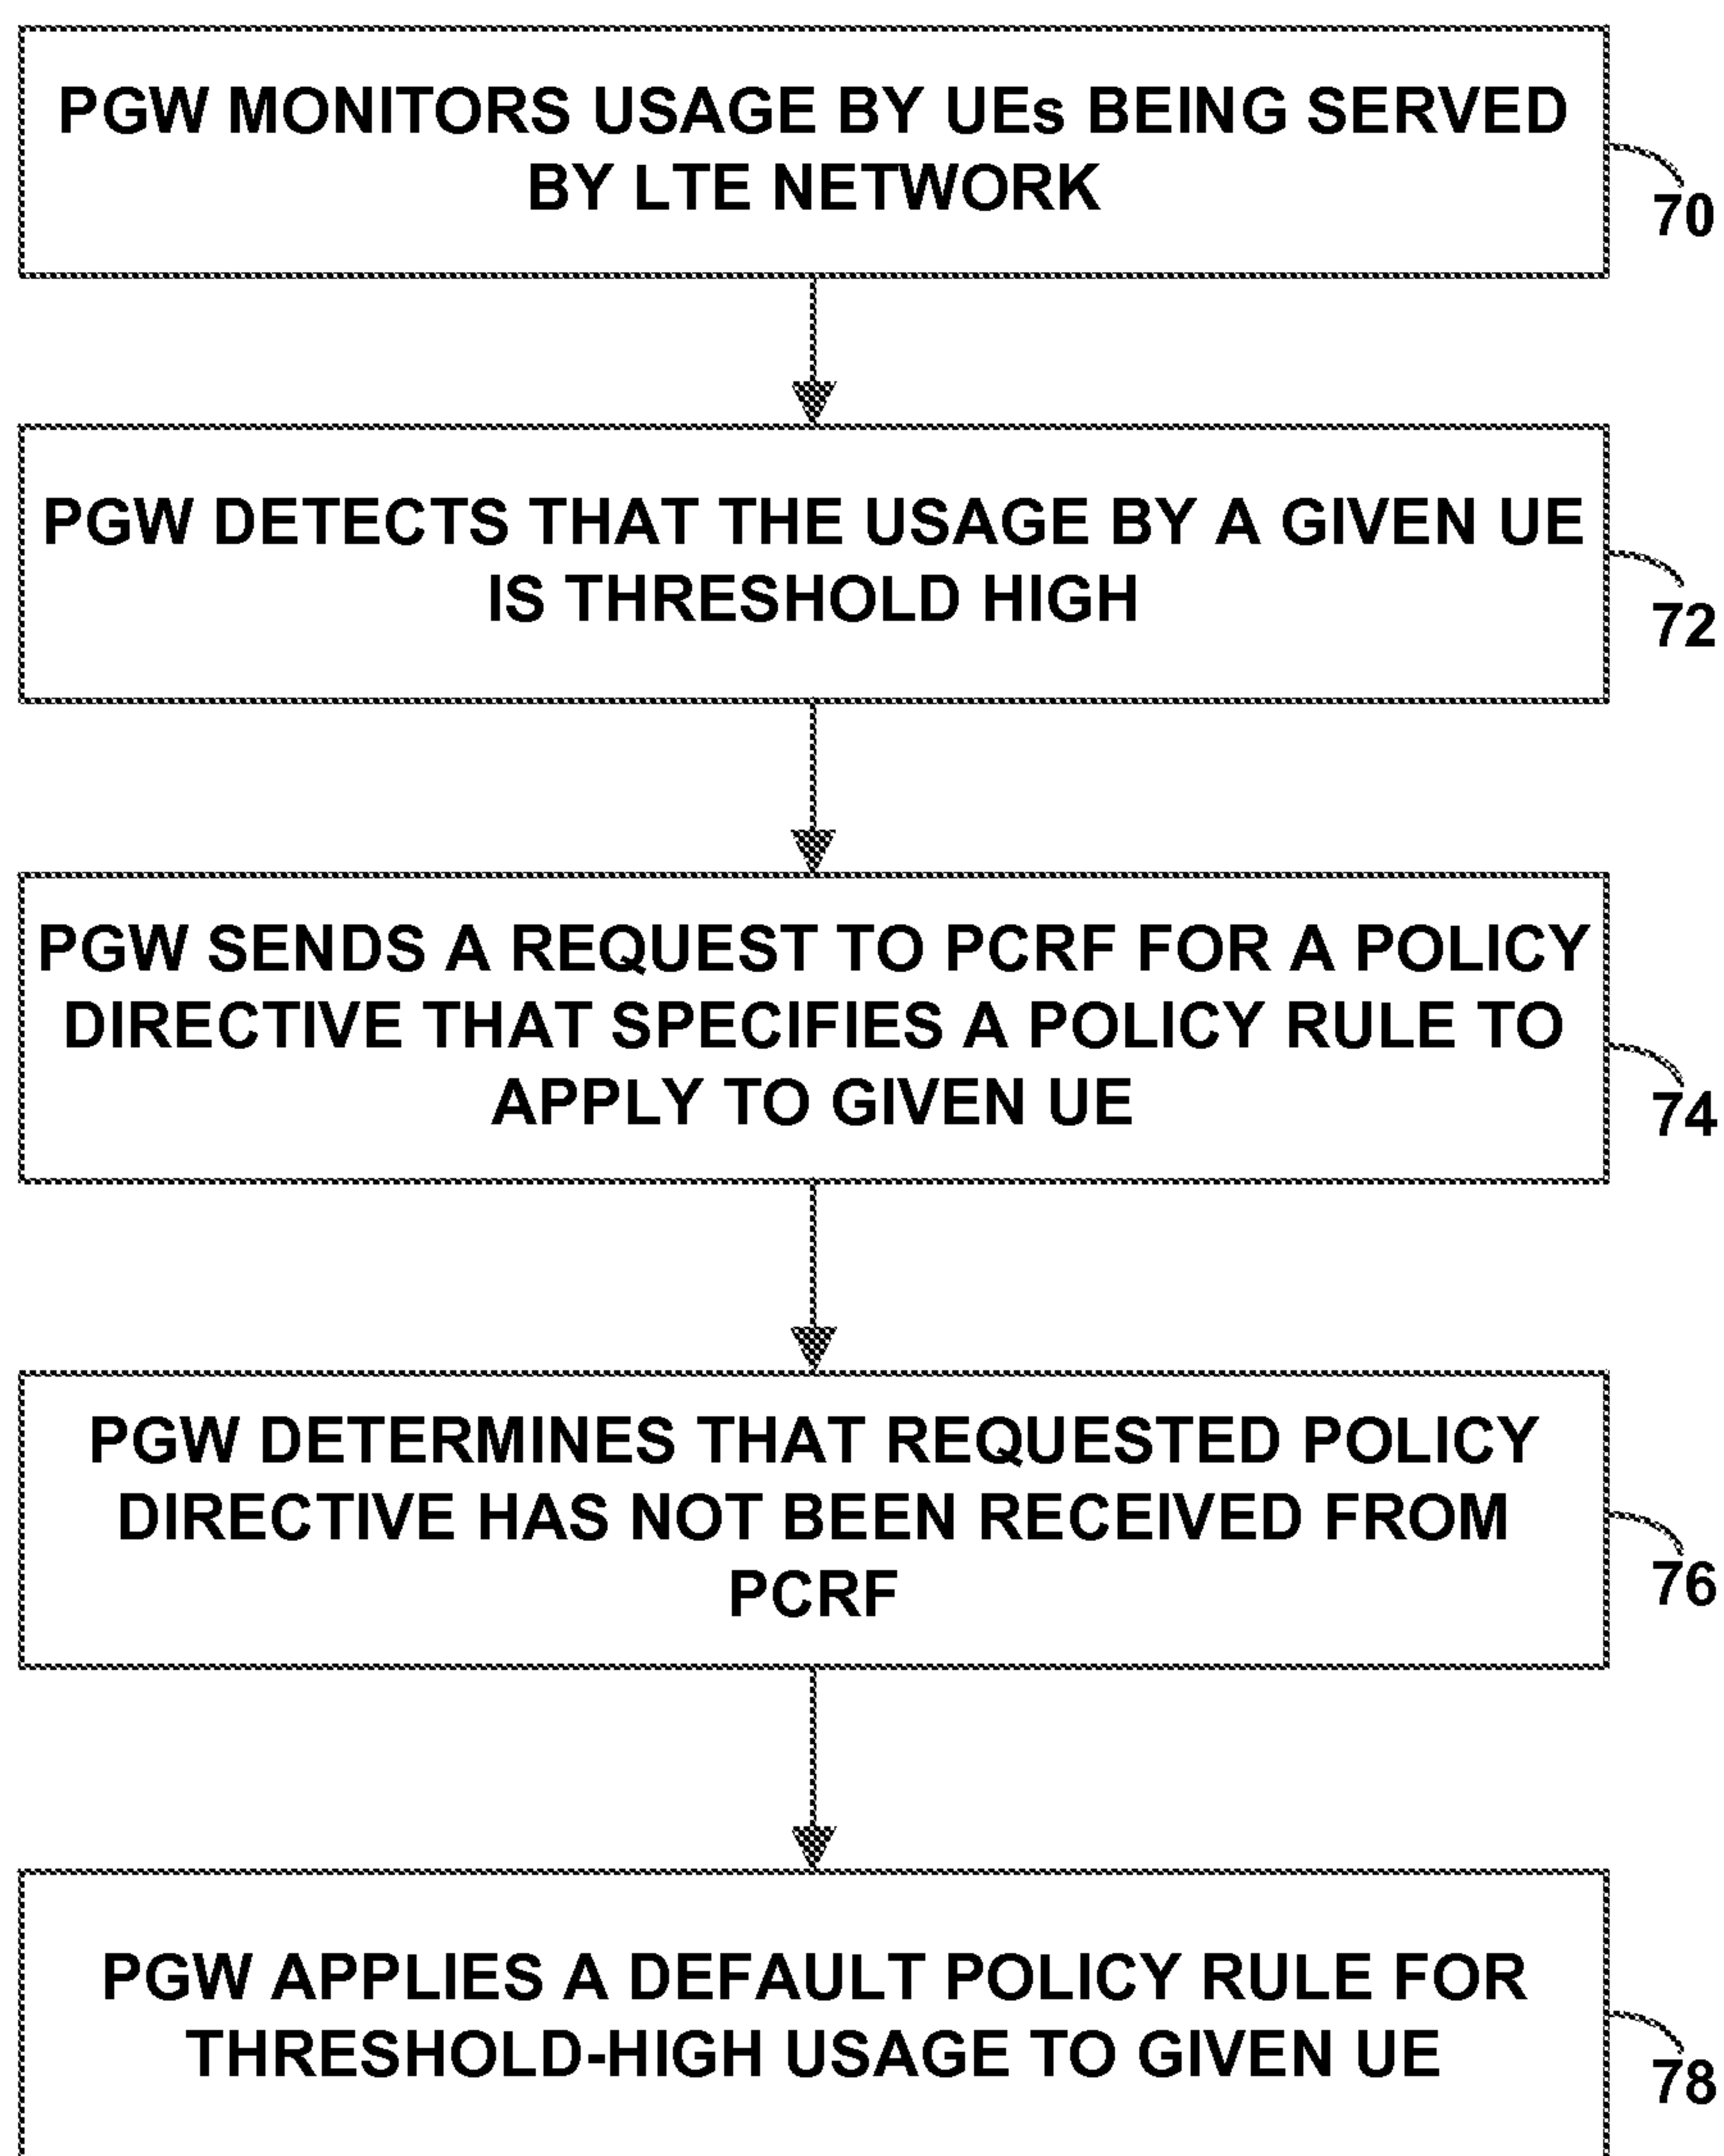 PGW MONITORS USAGE BY UEs BEING SERVED
BY LTE NETWORK
70
PGW DETECTS THAT THE USAGE BY A GIVEN UE
IS THRESHOLD HIGH
72
PGW SENDS A REQUEST TO PCRF FOR A POLICY
DIRECTIVE THAT SPECIFIES A POLICY RULE TO
APPLY TO GIVEN UE
74
PGW DETERMINES THAT REQUESTED POLICY
DIRECTIVE HAS NOT BEEN RECEIVED FROM
PCRF
76
PGW APPLIES A DEFAULT POLICY RULE FOR
THRESHOLD-HIGH USAGE TO GIVEN UE
78